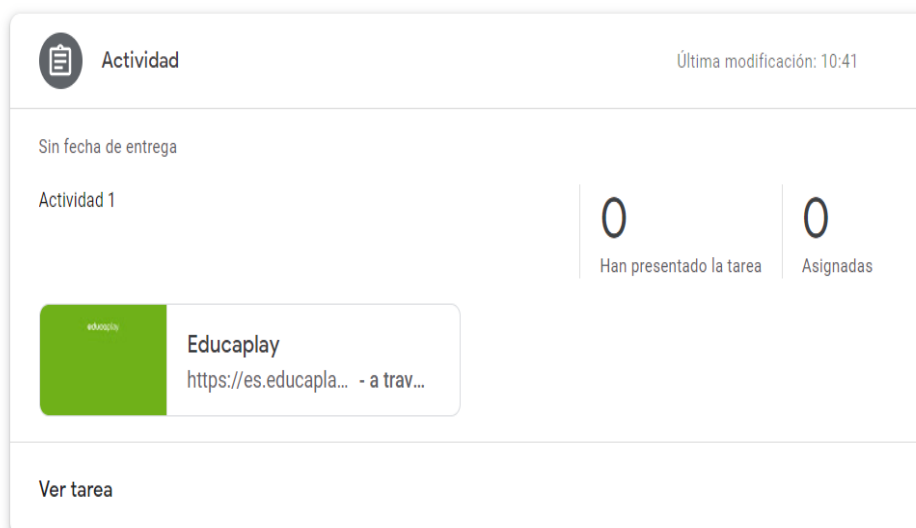 Actividad
Última modificación: 10:41
Sin fecha de entrega
Actividad 1
0
Han presentado la tarea
0
Asignadas
educaplay
Educaplay
https://es.educapla... - a trav...
Ver tarea